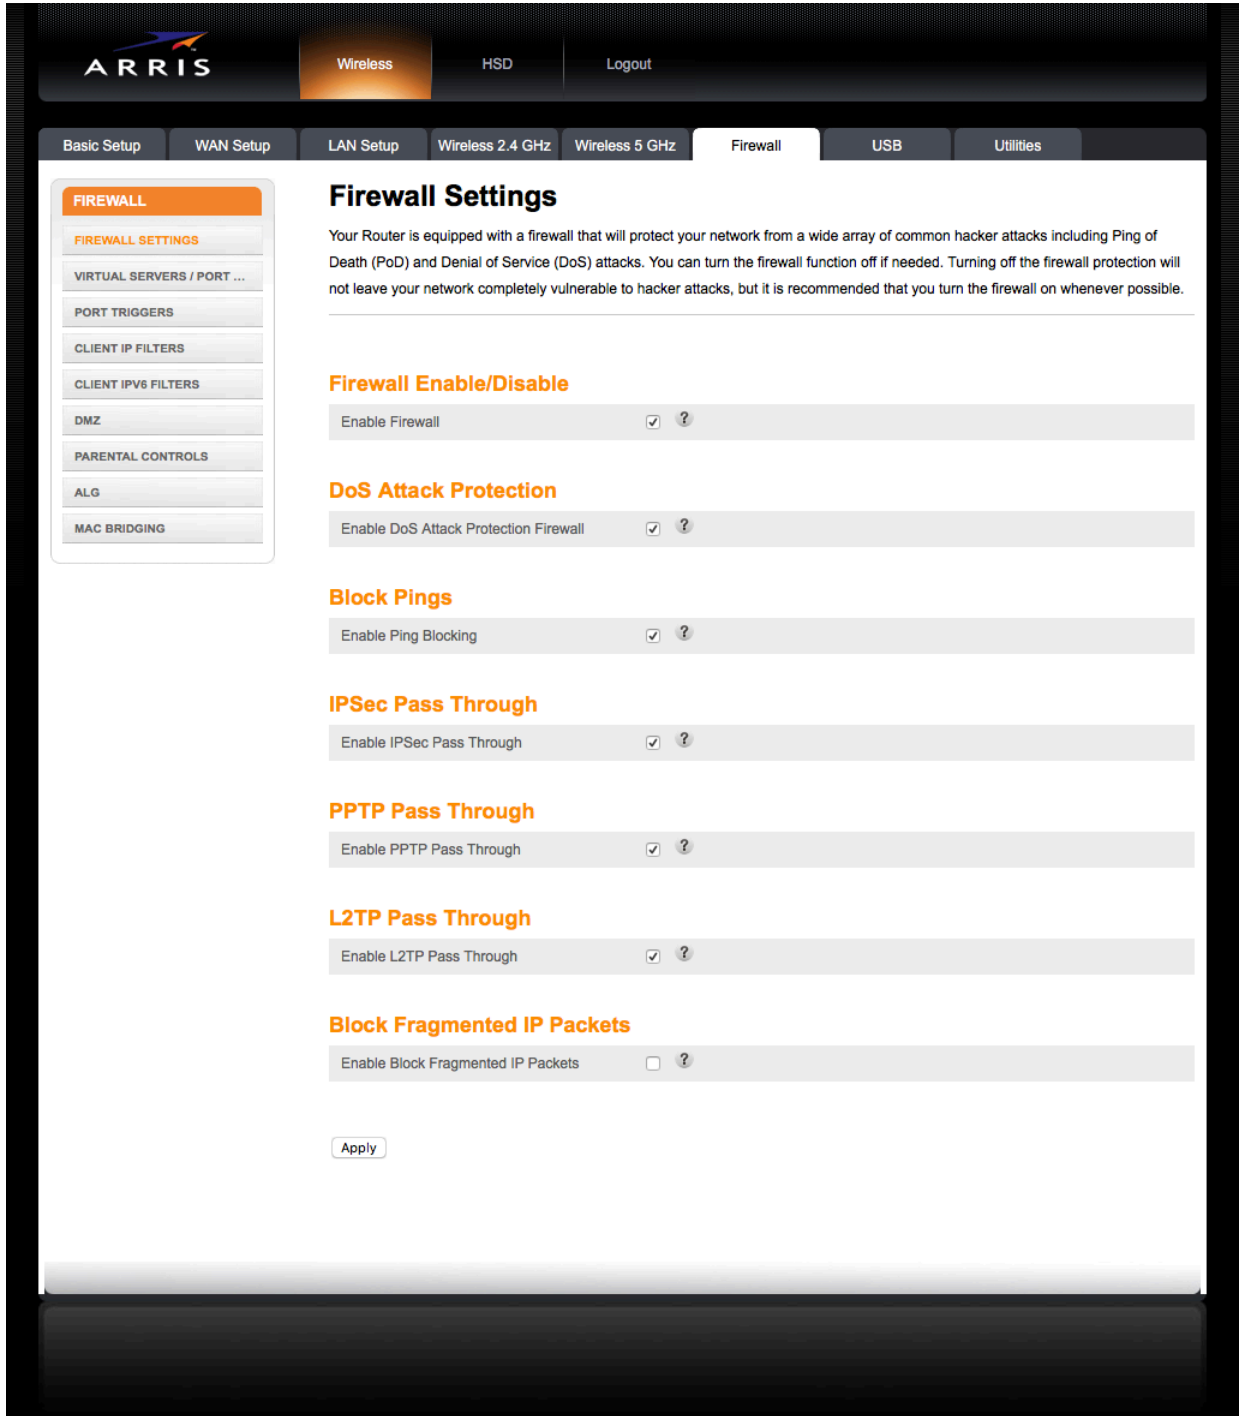 ARRIS
Wireless HSD Logout
Basic Setup WAN Setup LAN Setup Wireless 2.4 GHz Wireless 5 GHz Firewall USB Utilities
FIREWALL
FIREWALL SETTINGS
VIRTUAL SERVERS / PORT ...
PORT TRIGGERS
CLIENT IP FILTERS
CLIENT IPV6 FILTERS
DMZ
PARENTAL CONTROLS
ALG
MAC BRIDGING
Firewall Settings
Your Router is equipped with a firewall that will protect your network from a wide array of common hacker attacks including Ping of
Death (PoD) and Denial of Service (DoS) attacks. You can turn the firewall function off if needed. Turning off the firewall protection will
not leave your network completely vulnerable to hacker attacks, but it is recommended that you turn the firewall on whenever possible.
Firewall Enable/Disable
Enable Firewall ?
DoS Attack Protection
Enable DoS Attack Protection Firewall ?
Block Pings
Enable Ping Blocking ?
IPSec Pass Through
Enable IPSec Pass Through ?
PPTP Pass Through
Enable PPTP Pass Through ?
L2TP Pass Through
Enable L2TP Pass Through ?
Block Fragmented IP Packets
Enable Block Fragmented IP Packets ?
Apply